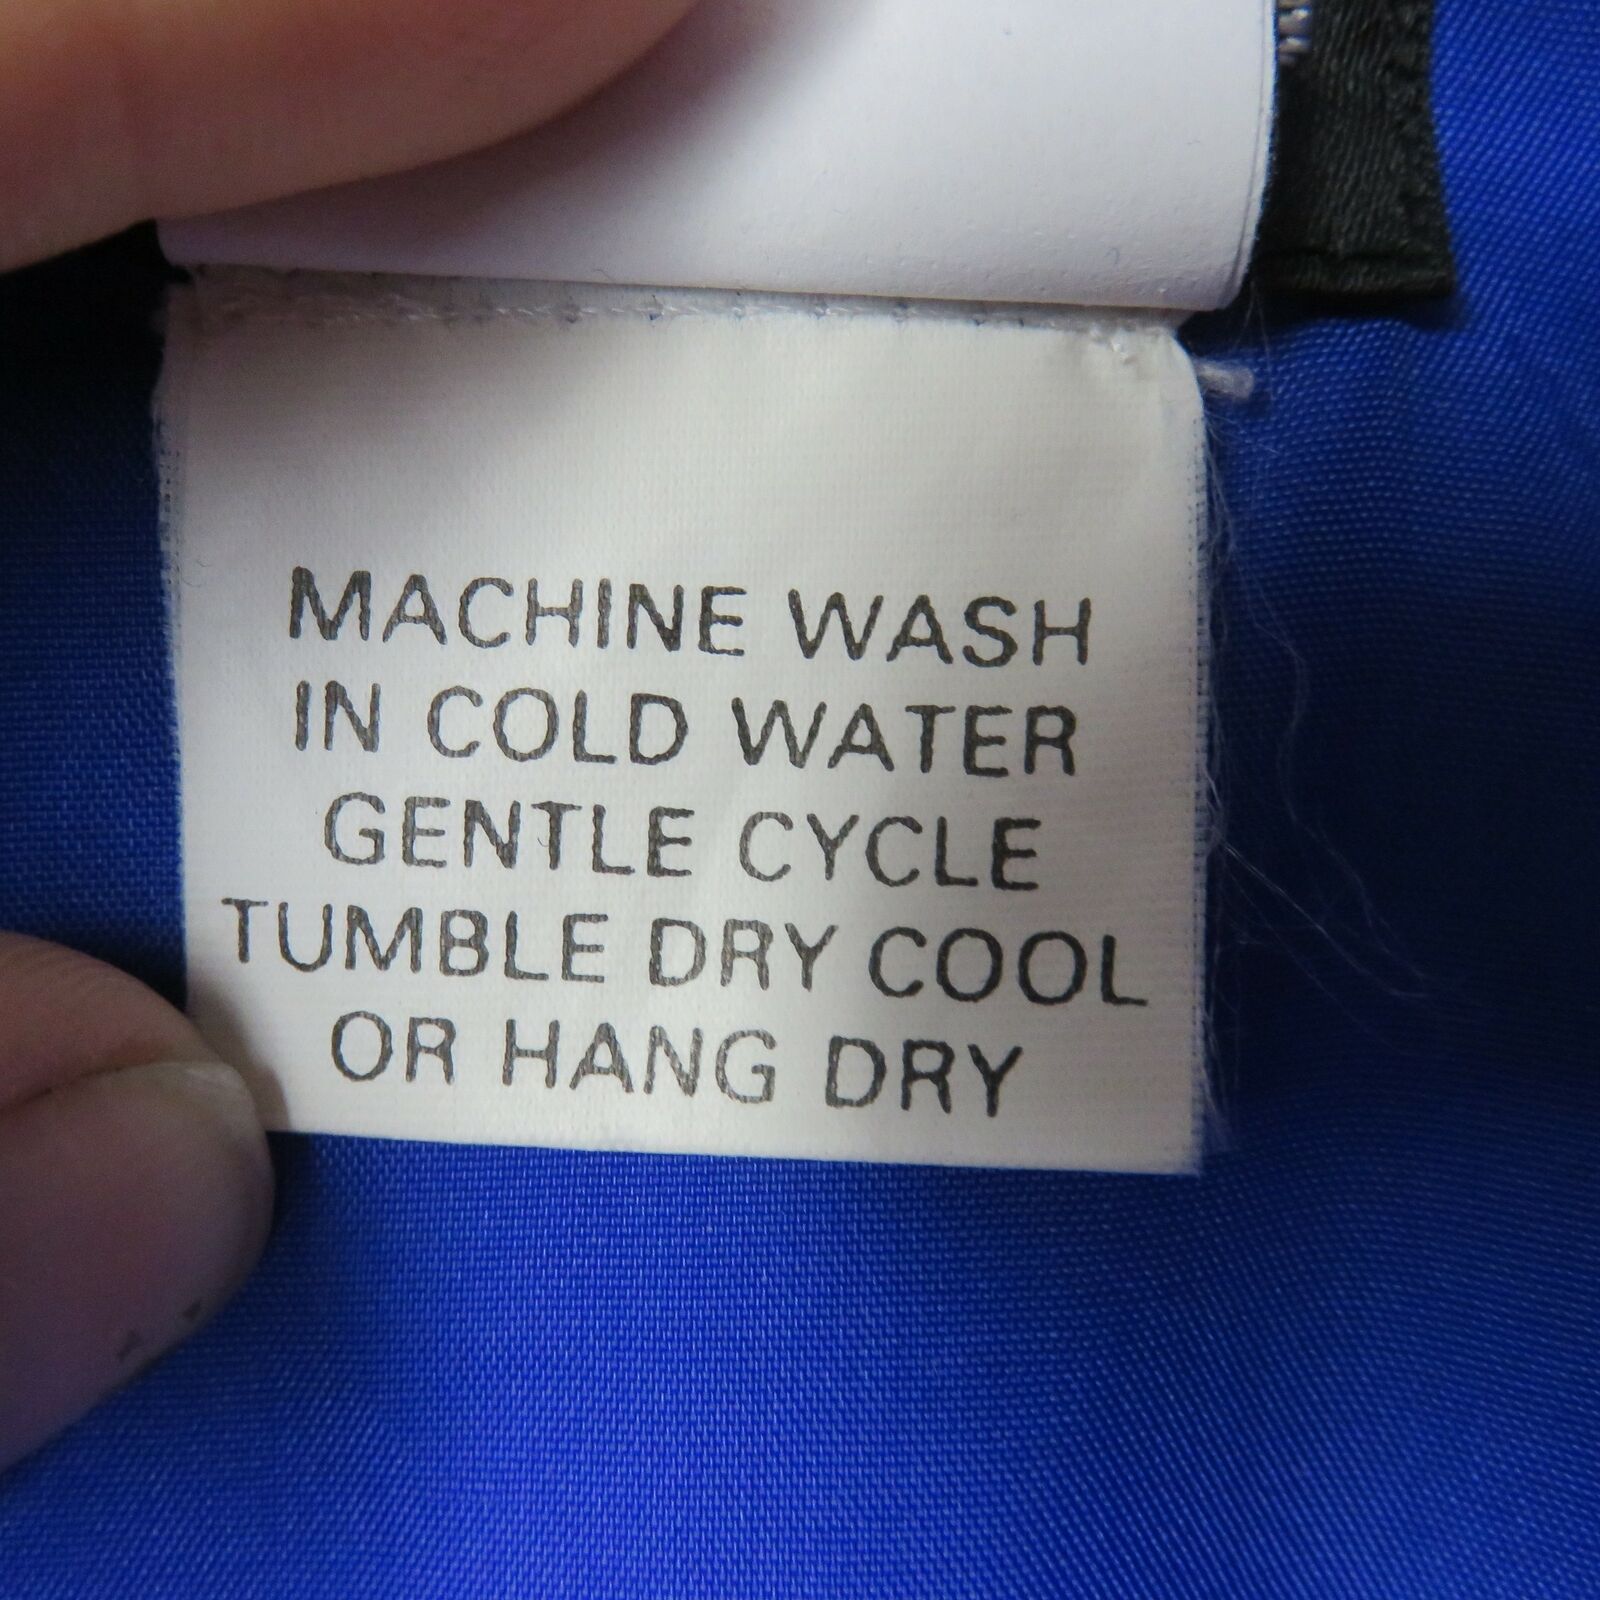 MACHINE WASH
IN COLD WATER
GENTLE CYCLE
TUMBLE DRY COOL
OR HANG DRY